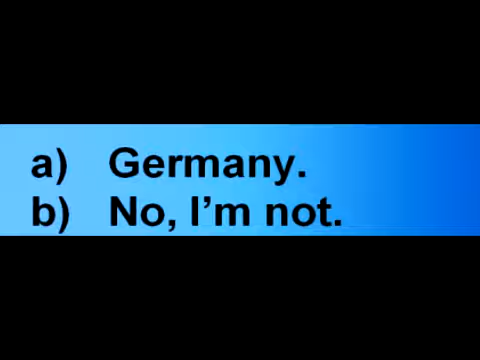 a) Germany.
b) No, I’m not.